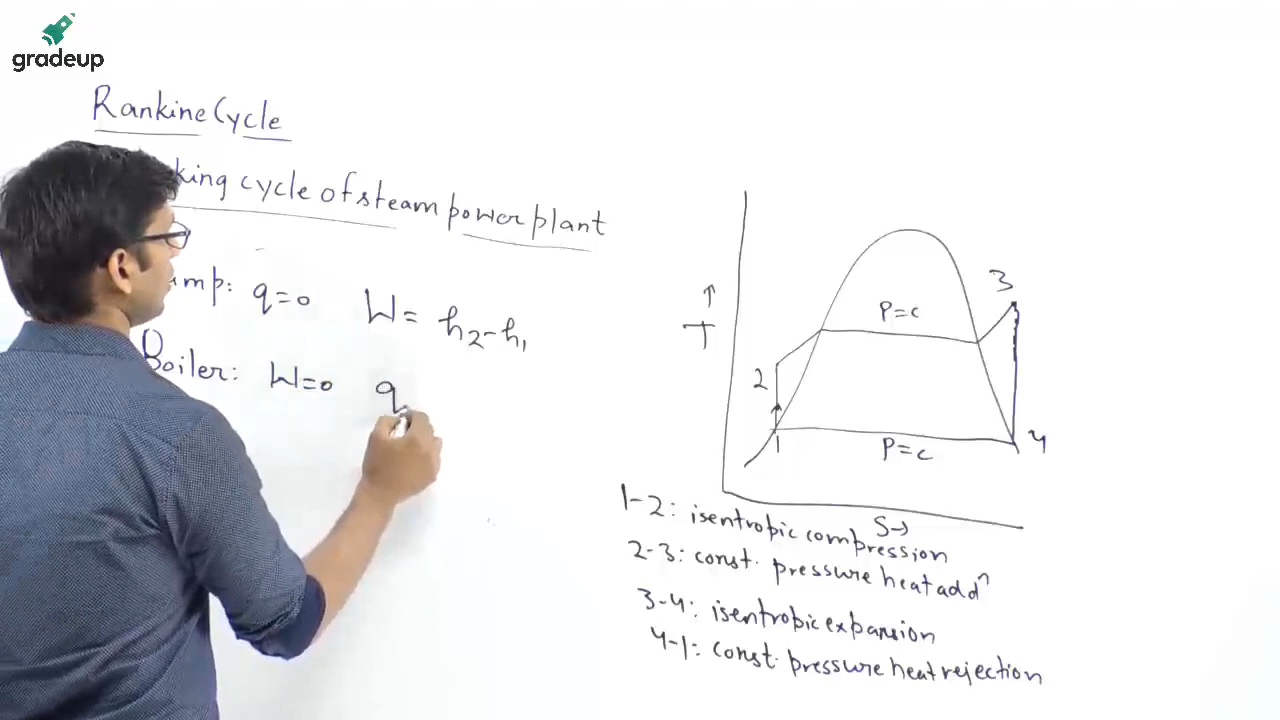 gradeup
Rankine Cycle
king cycle of steam power plant
mp: q=0 W= h2-h1
Boiler: W=0 q
↑
T
P=c
3
2
1
P=c
4
S→
1-2: isentropic compression
2-3: const. pressure heat addn
3-4: isentropic expansion
4-1: const. pressure heat rejection